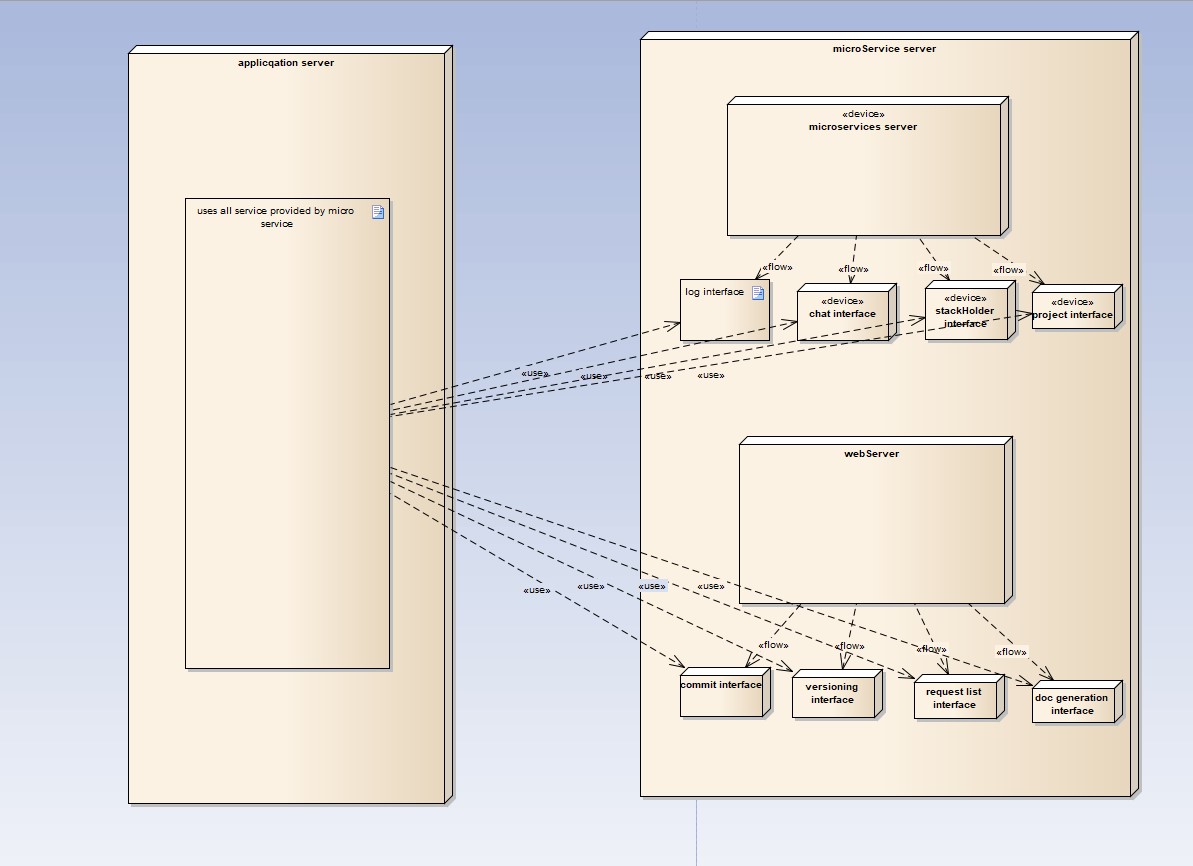 applicqation server
uses all service provided by micro
service
microService server
«device»
microservices server
«flow»
«flow»
«flow»
«flow»
log interface
«device»
chat interface
«device»
stackHolder
interface
«device»
project interface
«use»
«use»
«use»
«use»
webServer
«use»
«use»
«use»
«use»
«flow»
«flow»
«flow»
«flow»
commit interface
versioning
interface
request list
interface
doc generation
interface